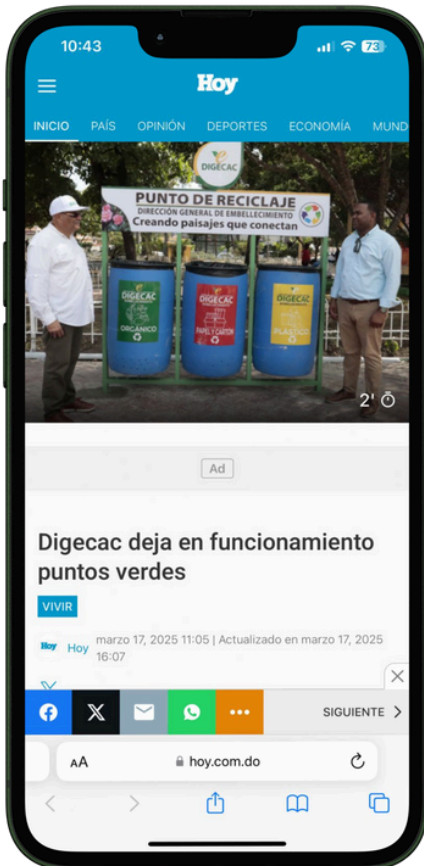 10:43
73
Hoy
INICIO PAÍS OPINIÓN DEPORTES ECONOMÍA MUND
DIGECAC
PUNTO DE RECICLAJE
DIRECCIÓN GENERAL DE EMBELLECIMIENTO
Creando paisajes que conectan
DIGECAC DIGECAC DIGECAC
ORGÁNICO PAPEL Y CARTÓN PLÁSTICO
2'
Ad
Digecac deja en funcionamiento
puntos verdes
VIVIR
Hoy Hoy marzo 17, 2025 11:05 | Actualizado en marzo 17, 2025
16:07
SIGUIENTE
AA hoy.com.do